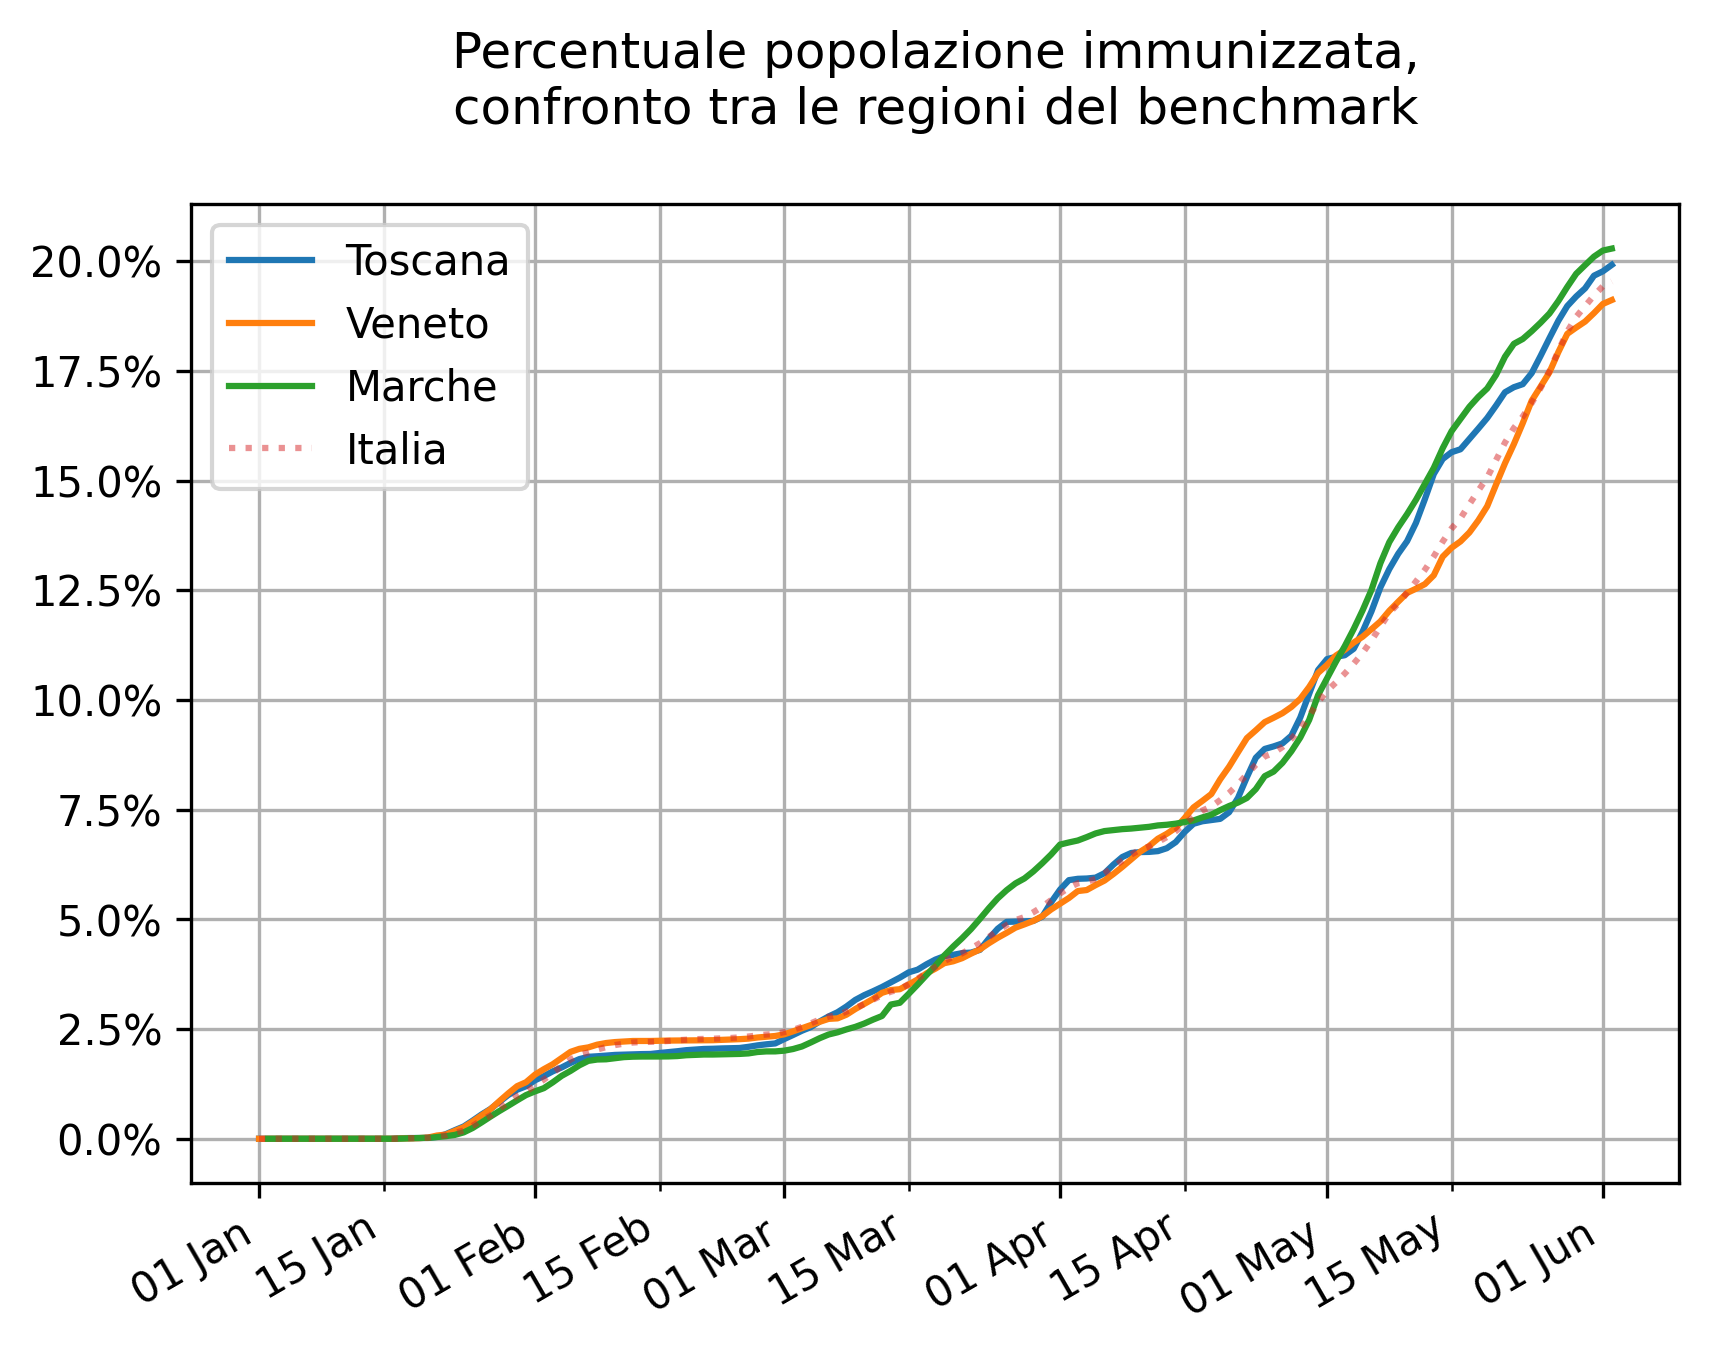 Percentuale popolazione immunizzata,
confronto tra le regioni del benchmark
Toscana
Veneto
Marche
Italia
20.0%
17.5%
15.0%
12.5%
10.0%
7.5%
5.0%
2.5%
0.0%
01 Jan
15 Jan
01 Feb
15 Feb
01 Mar
15 Mar
01 Apr
15 Apr
01 May
15 May
01 Jun